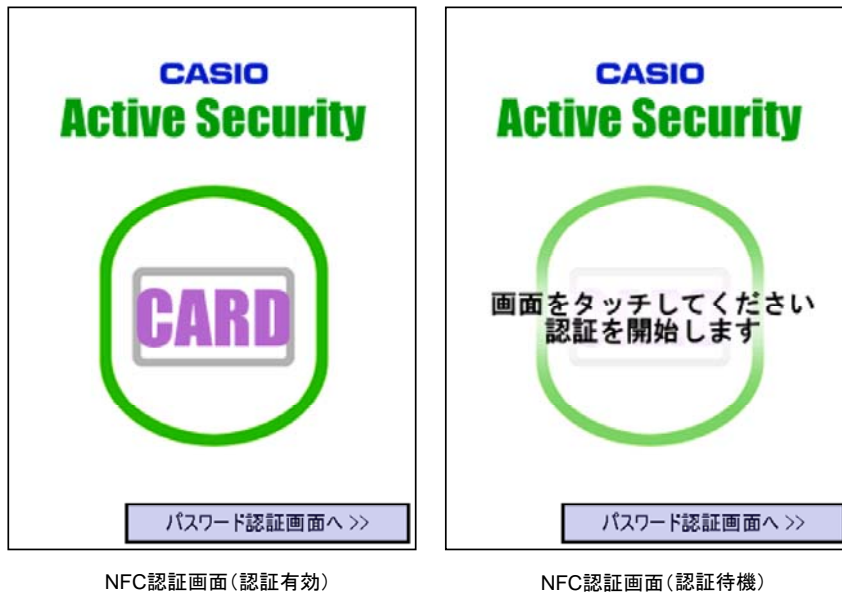 CASIO
Active Security
CARD
パスワード認証画面へ >>
NFC認証画面（認証有効）
CASIO
Active Security
画面をタッチしてください
認証を開始します
パスワード認証画面へ >>
NFC認証画面（認証待機）